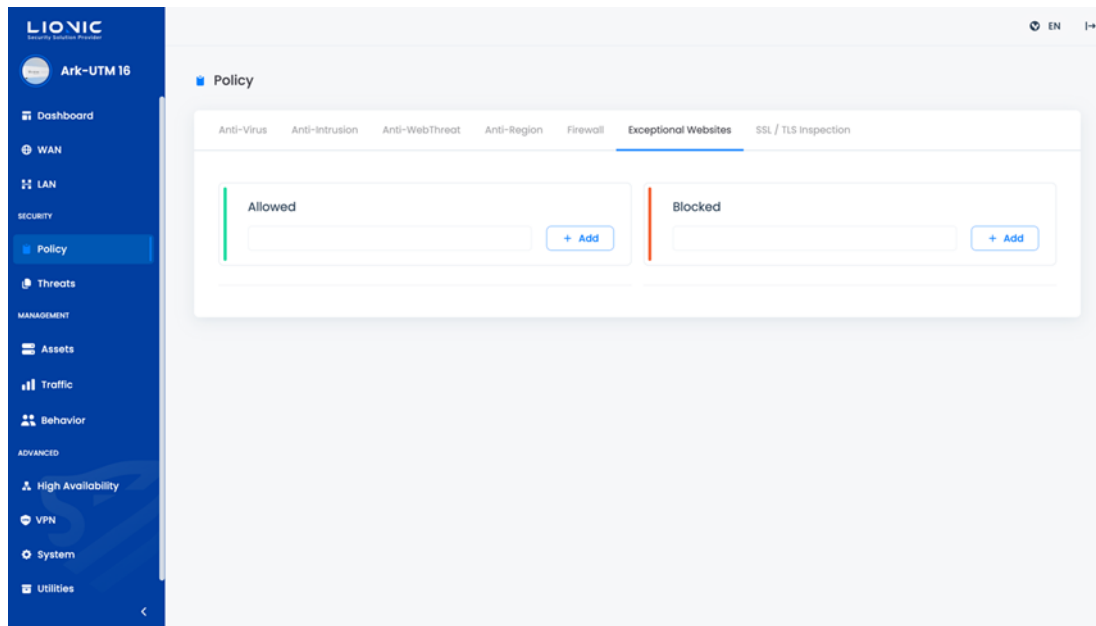 LIONIC
Security Solution Provider
EN
Ark-UTM 16
Policy
Dashboard
WAN
LAN
SECURITY
Policy
Threats
MANAGEMENT
Assets
Traffic
Behavior
ADVANCED
High Availability
VPN
System
Utilities
Anti-Virus Anti-Intrusion Anti-WebThreat Anti-Region Firewall Exceptional Websites SSL / TLS Inspection
Allowed
+ Add
Blocked
+ Add